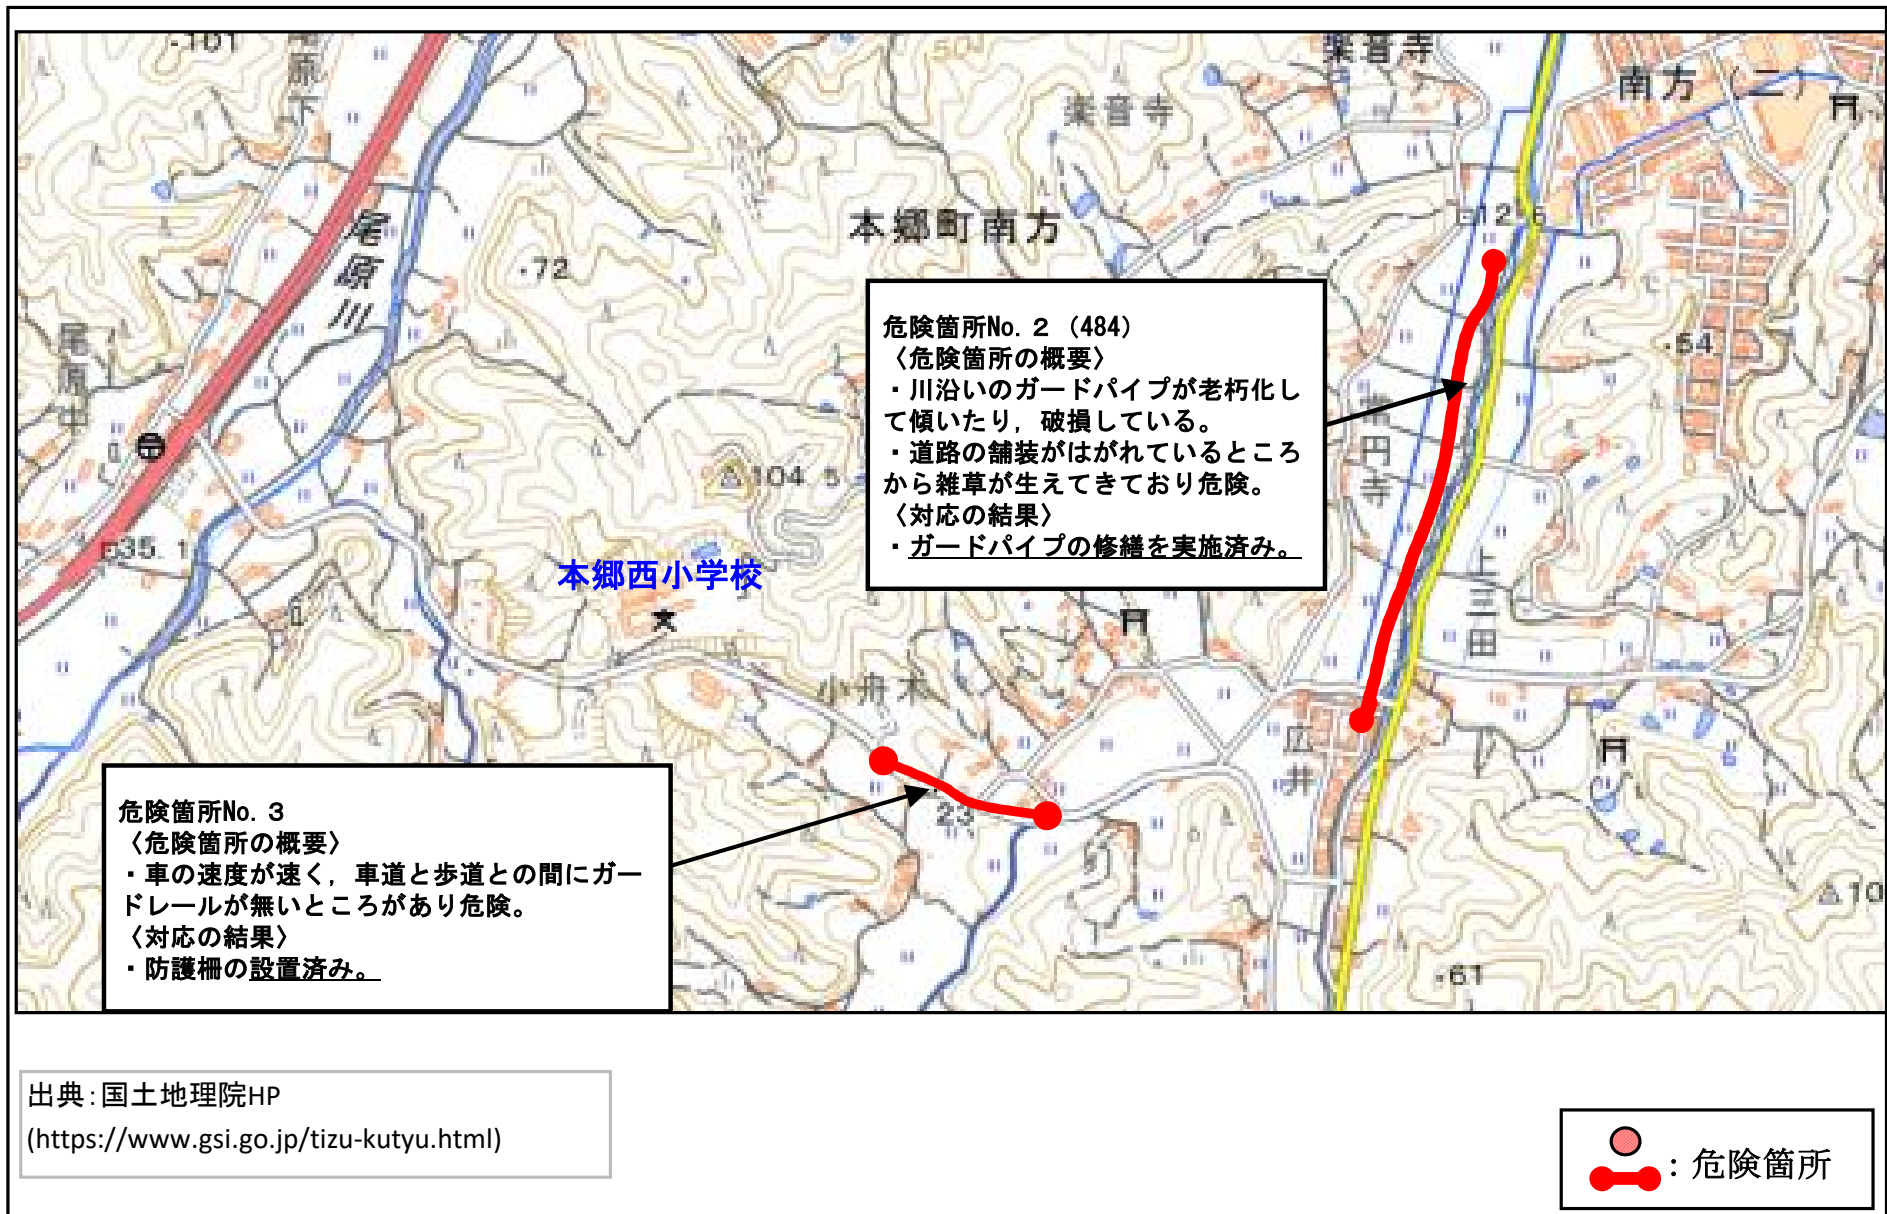 ・101
尾原下
楽音寺
南方（二）
楽音寺
尾原川
本郷町南方
12.6
・72
尾原中
・54
危険箇所No. 2 （484）
〈危険箇所の概要〉
・川沿いのガードパイプが老朽化し
て傾いたり，破損している。
・道路の舗装がはがれているところ
から雑草が生えてきており危険。
〈対応の結果〉
・ガードパイプの修繕を実施済み。
常円寺
104.5
35.1
本郷西小学校
★
上三田
小舟木
広井
危険箇所No. 3
〈危険箇所の概要〉
・車の速度が速く，車道と歩道との間にガー
ドレールが無いところがあり危険。
〈対応の結果〉
・防護柵の設置済み。
23
10
・61
出典：国土地理院HP
(https://www.gsi.go.jp/tizu-kutyu.html)
：危険箇所